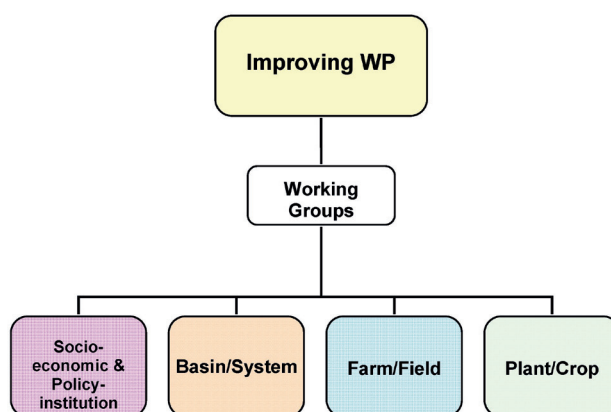 Improving WP
Working
Groups
Socio-
economic &
Policy-
institution
Basin/System
Farm/Field
Plant/Crop